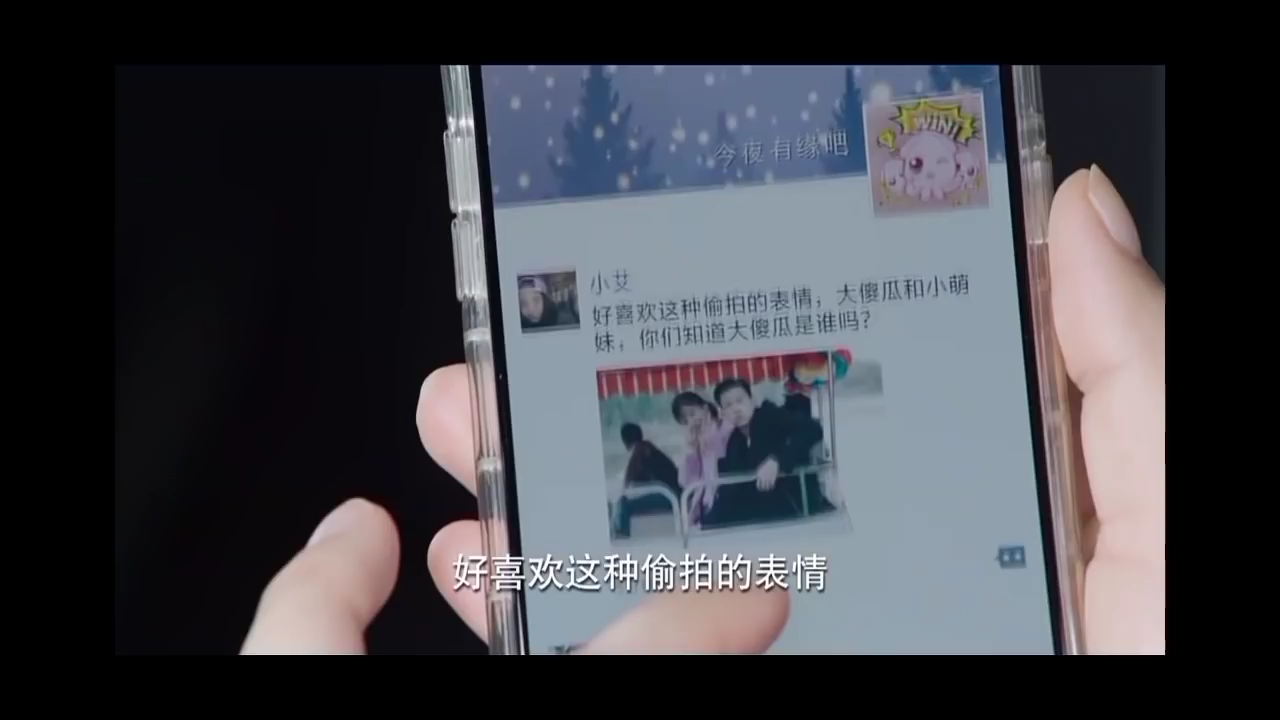 WIN!
今夜有缘吧
小艾
好喜欢这种偷拍的表情，大傻瓜和小萌
妹，你们知道大傻瓜是谁吗？
好喜欢这种偷拍的表情